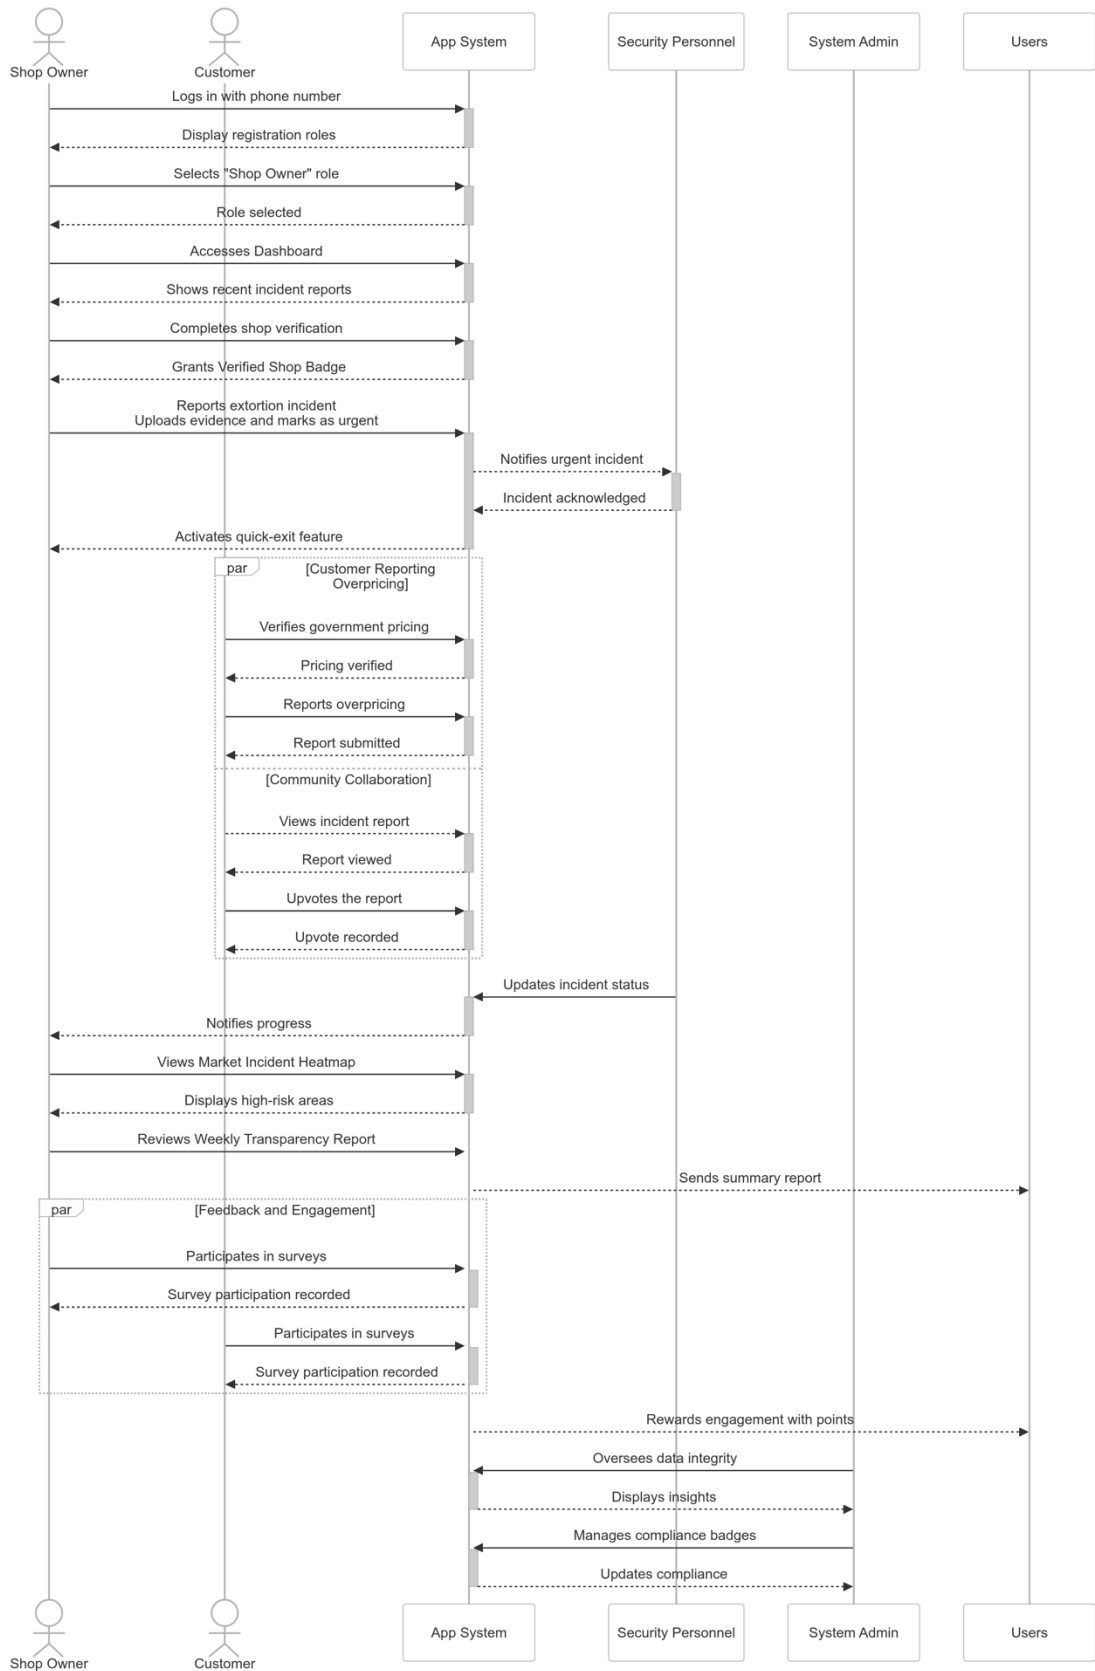 Shop Owner
Customer
App System
Security Personnel
System Admin
Users
Logs in with phone number
Display registration roles
Selects "Shop Owner" role
Role selected
Accesses Dashboard
Shows recent incident reports
Completes shop verification
Grants Verified Shop Badge
Reports extortion incident
Uploads evidence and marks as urgent
Notifies urgent incident
Incident acknowledged
Activates quick-exit feature
par
[Customer Reporting
Overpricing]
Verifies government pricing
Pricing verified
Reports overpricing
Report submitted
[Community Collaboration]
Views incident report
Report viewed
Upvotes the report
Upvote recorded
Updates incident status
Notifies progress
Views Market Incident Heatmap
Displays high-risk areas
Reviews Weekly Transparency Report
Sends summary report
par
[Feedback and Engagement]
Participates in surveys
Survey participation recorded
Participates in surveys
Survey participation recorded
Rewards engagement with points
Oversees data integrity
Displays insights
Manages compliance badges
Updates compliance
Shop Owner
Customer
App System
Security Personnel
System Admin
Users